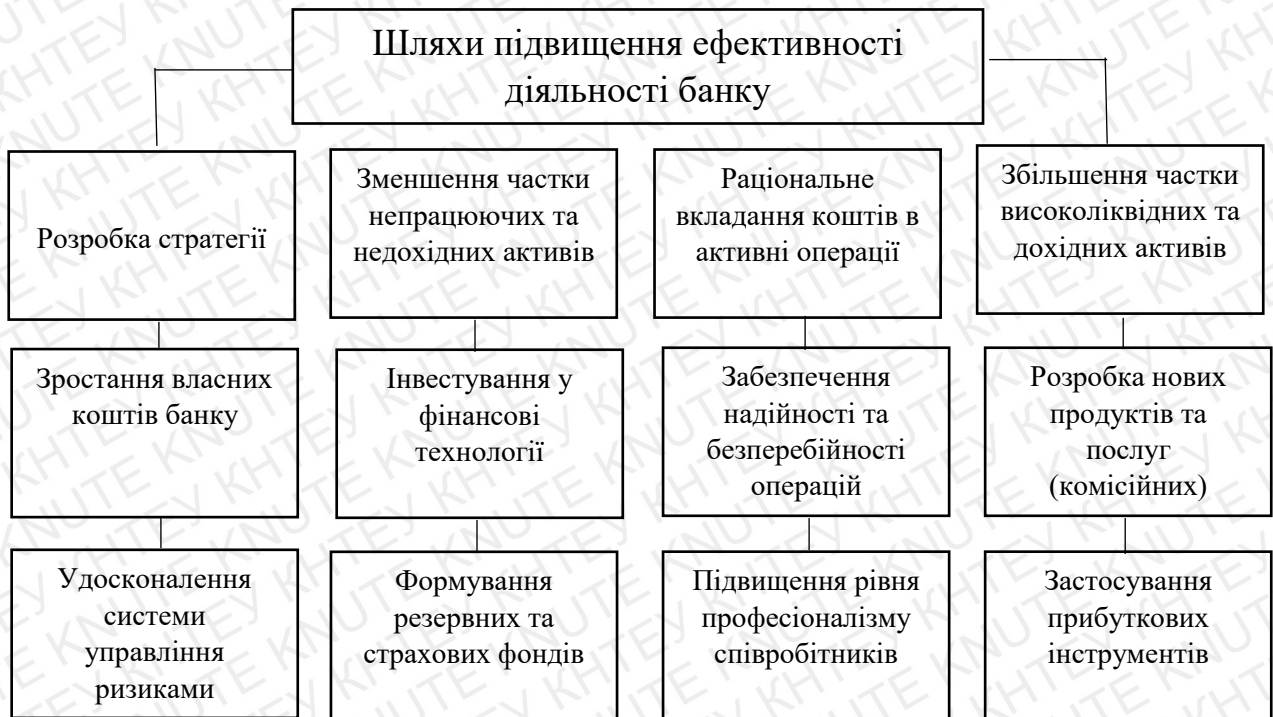 Шляхи підвищення ефективності
діяльності банку
Розробка стратегії
Зменшення частки
непрацюючих та
недохідних активів
Раціональне
вкладання коштів в
активні операції
Збільшення частки
високоліквідних та
дохідних активів
Зростання власних
коштів банку
Інвестування у
фінансові
технології
Забезпечення
надійності та
безперебійності
операцій
Розробка нових
продуктів та
послуг
(комісійних)
Удосконалення
системи
управління
ризиками
Формування
резервних та
страхових фондів
Підвищення рівня
професіоналізму
співробітників
Застосування
прибуткових
інструментів